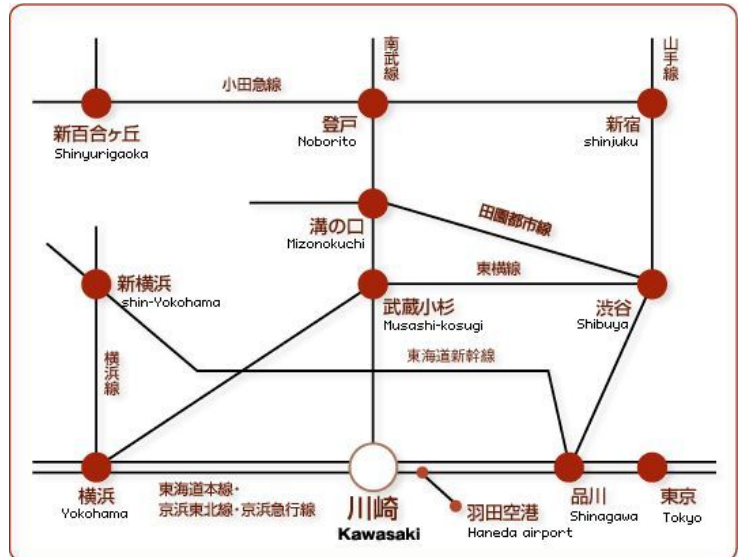 南武線
山手線
小田急線
新百合ヶ丘
Shinyurigaoka
登戸
Noborito
新宿
shinjuku
溝の口
Mizonokuchi
田園都市線
新横浜
shin-Yokohama
東横線
武蔵小杉
Musashi-kosugi
渋谷
Shibuya
横浜線
東海道新幹線
横浜
Yokohama
東海道本線・
京浜東北線・京浜急行線
川崎
Kawasaki
羽田空港
Haneda airport
品川
Shinagawa
東京
Tokyo